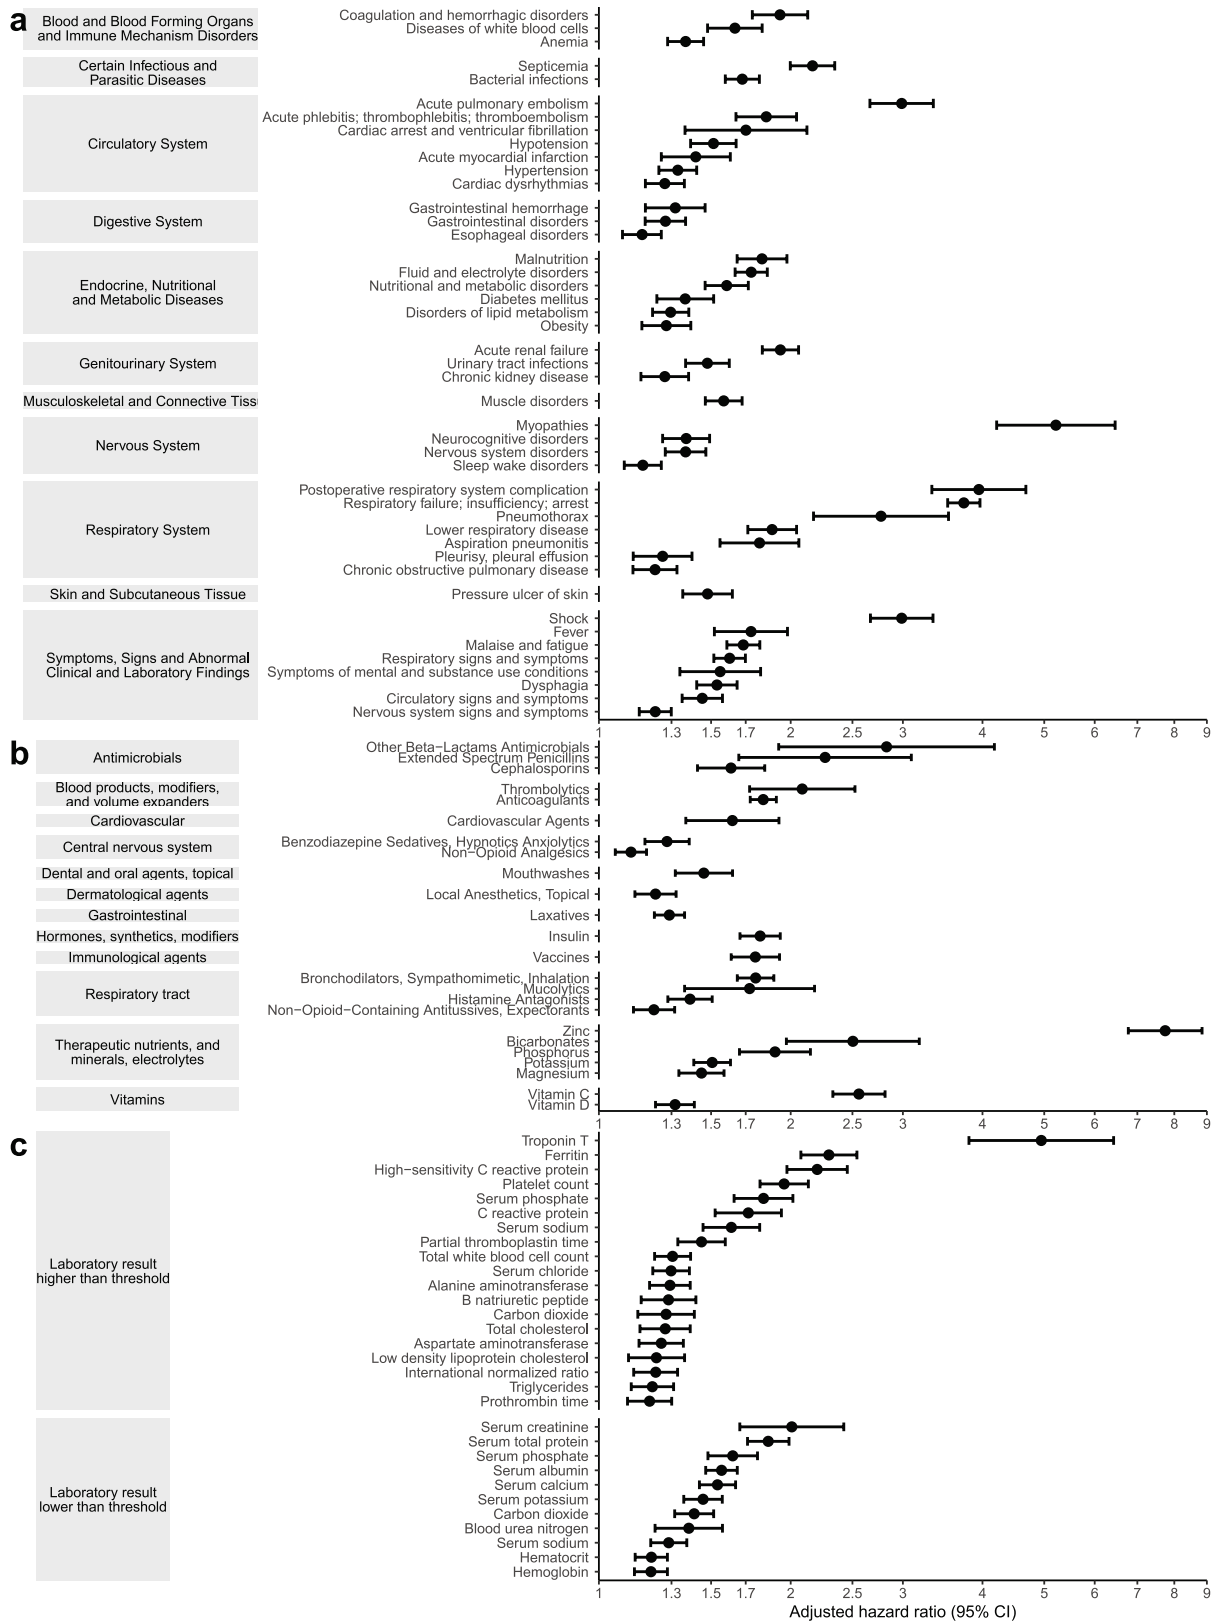 a
Blood and Blood Forming Organs
and Immune Mechanism Disorders
Coagulation and hemorrhagic disorders
Diseases of white blood cells
Anemia
Certain Infectious and
Parasitic Diseases
Septicemia
Bacterial infections
Circulatory System
Acute pulmonary embolism
Acute phlebitis; thrombophlebitis; thromboembolism
Cardiac arrest and ventricular fibrillation
Hypotension
Acute myocardial infarction
Hypertension
Cardiac dysrhythmias
Digestive System
Gastrointestinal hemorrhage
Gastrointestinal disorders
Esophageal disorders
Endocrine, Nutritional
and Metabolic Diseases
Malnutrition
Fluid and electrolyte disorders
Nutritional and metabolic disorders
Diabetes mellitus
Disorders of lipid metabolism
Obesity
Genitourinary System
Acute renal failure
Urinary tract infections
Chronic kidney disease
Musculoskeletal and Connective Tiss
Muscle disorders
Nervous System
Myopathies
Neurocognitive disorders
Nervous system disorders
Sleep wake disorders
Respiratory System
Postoperative respiratory system complication
Respiratory failure; insufficiency; arrest
Pneumothorax
Lower respiratory disease
Aspiration pneumonitis
Pleurisy, pleural effusion
Chronic obstructive pulmonary disease
Skin and Subcutaneous Tissue
Pressure ulcer of skin
Symptoms, Signs and Abnormal
Clinical and Laboratory Findings
Shock
Fever
Malaise and fatigue
Respiratory signs and symptoms
Symptoms of mental and substance use conditions
Dysphagia
Circulatory signs and symptoms
Nervous system signs and symptoms
1 1.3 1.5 1.7 2 2.5 3 4 5 6 7 8 9
b
Antimicrobials
Other Beta−Lactams Antimicrobials
Extended Spectrum Penicillins
Cephalosporins
Blood products, modifiers,
and volume expanders
Thrombolytics
Anticoagulants
Cardiovascular
Cardiovascular Agents
Central nervous system
Benzodiazepine Sedatives, Hypnotics Anxiolytics
Non−Opioid Analgesics
Dental and oral agents, topical
Mouthwashes
Dermatological agents
Local Anesthetics, Topical
Gastrointestinal
Laxatives
Hormones, synthetics, modifiers
Insulin
Immunological agents
Vaccines
Respiratory tract
Bronchodilators, Sympathomimetic, Inhalation
Mucolytics
Histamine Antagonists
Non−Opioid−Containing Antitussives, Expectorants
Therapeutic nutrients, and
minerals, electrolytes
Zinc
Bicarbonates
Phosphorus
Potassium
Magnesium
Vitamins
Vitamin C
Vitamin D
1 1.3 1.5 1.7 2 2.5 3 4 5 6 7 8 9
c
Laboratory result
higher than threshold
Troponin T
Ferritin
High−sensitivity C reactive protein
Platelet count
Serum phosphate
C reactive protein
Serum sodium
Partial thromboplastin time
Total white blood cell count
Serum chloride
Alanine aminotransferase
B natriuretic peptide
Carbon dioxide
Total cholesterol
Aspartate aminotransferase
Low density lipoprotein cholesterol
International normalized ratio
Triglycerides
Prothrombin time
Laboratory result
lower than threshold
Serum creatinine
Serum total protein
Serum phosphate
Serum albumin
Serum calcium
Serum potassium
Carbon dioxide
Blood urea nitrogen
Serum sodium
Hematocrit
Hemoglobin
1 1.3 1.5 1.7 2 2.5 3 4 5 6 7 8 9
Adjusted hazard ratio (95% CI)